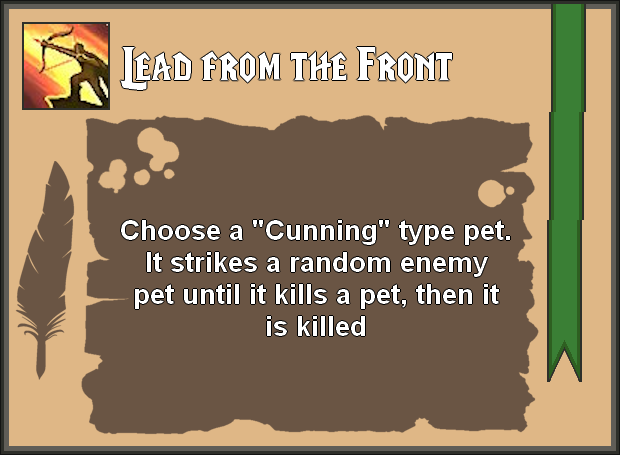 Lead from the Front
Choose a "Cunning" type pet.
It strikes a random enemy
pet until it kills a pet, then it
is killed